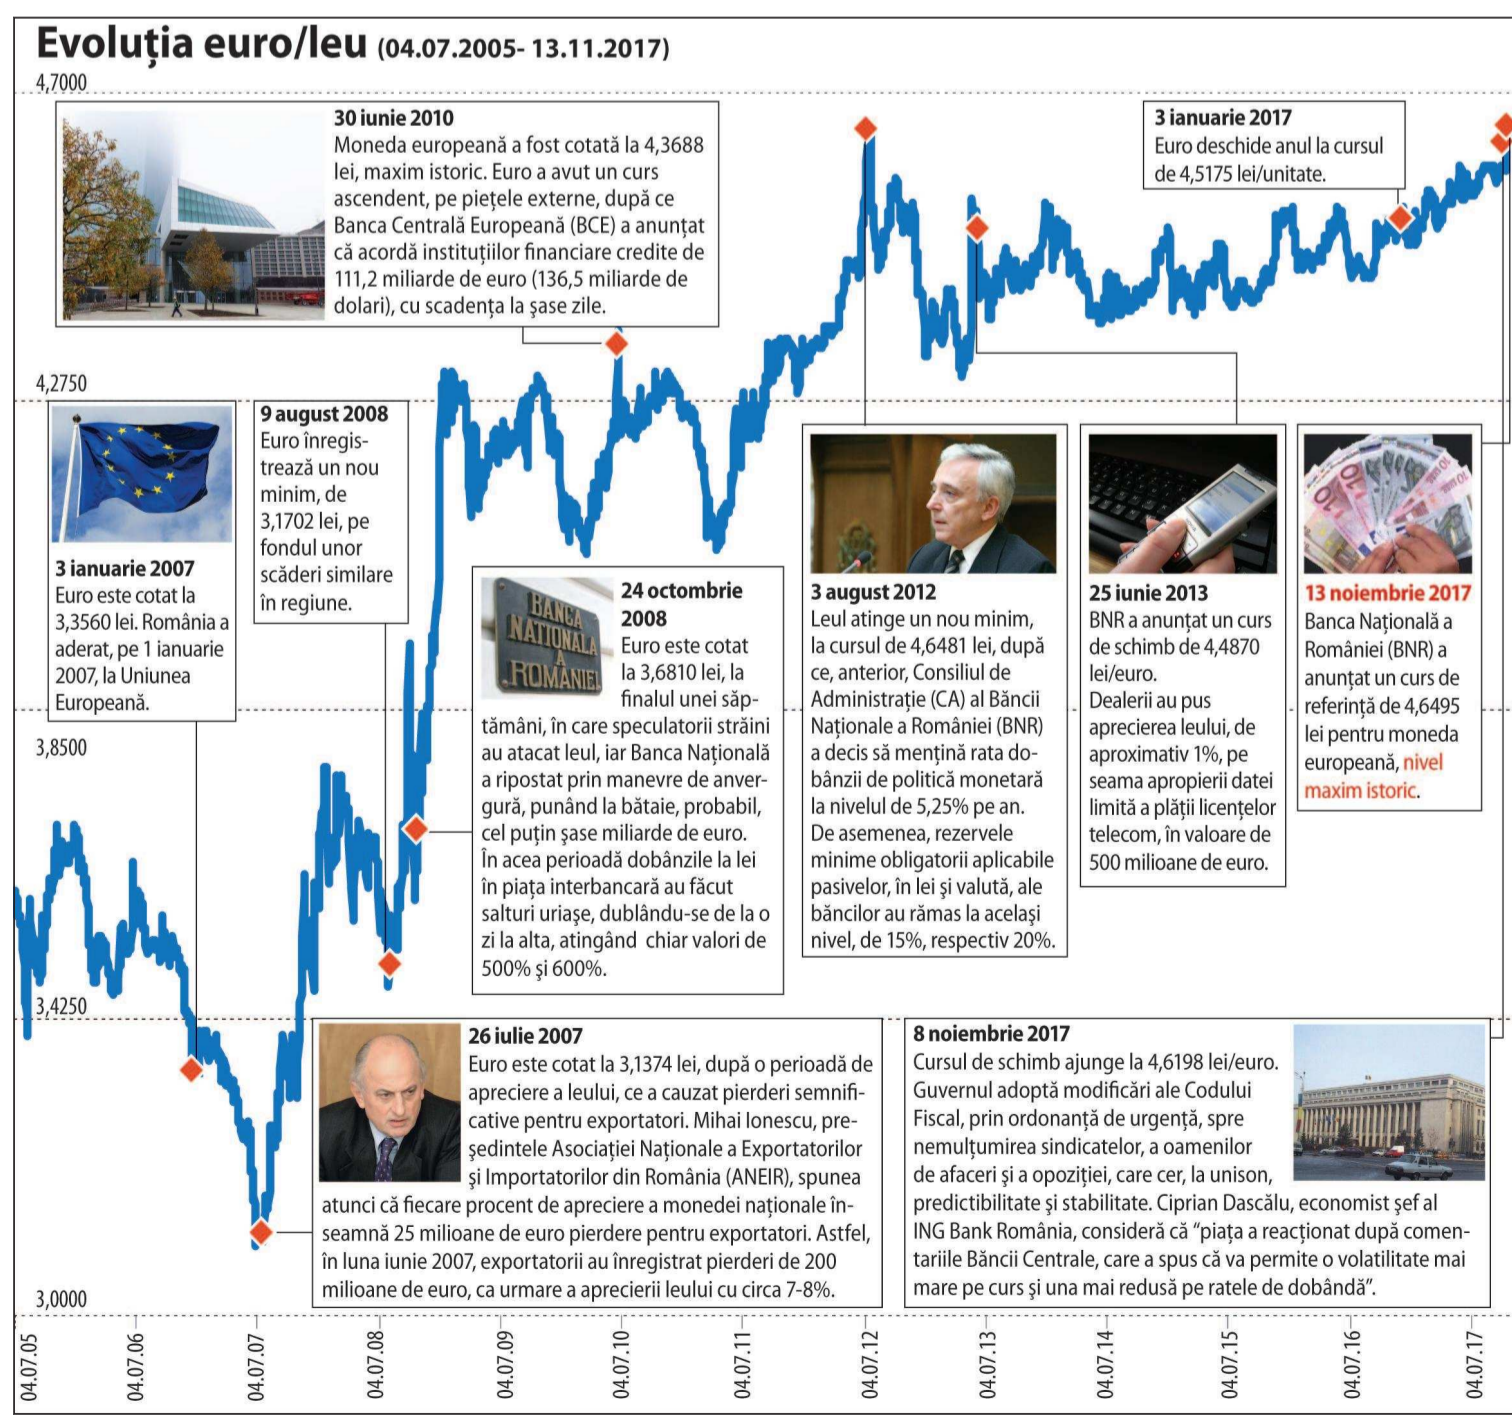 Evoluția euro/leu (04.07.2005- 13.11.2017)
4,7000
30 iunie 2010
Moneda europeană a fost cotată la 4,3688
lei, maxim istoric. Euro a avut un curs
ascendent, pe piețele externe, după ce
Banca Centrală Europeană (BCE) a anunțat
că acordă instituțiilor financiare credite de
111,2 miliarde de euro (136,5 miliarde de
dolari), cu scadența la şase zile.
3 ianuarie 2017
Euro deschide anul la cursul
de 4,5175 lei/unitate.
4,2750
3 ianuarie 2007
Euro este cotat la
3,3560 lei. România a
aderat, pe 1 ianuarie
2007, la Uniunea
Europeană.
9 august 2008
Euro înregis-
trează un nou
minim, de
3,1702 lei, pe
fondul unor
scăderi similare
în regiune.
BANCA
NAȚIONALA
A
ROMANIEI
24 octombrie
2008
Euro este cotat
la 3,6810 lei, la
finalul unei săp-
tămâni, în care speculatorii străini
au atacat leul, iar Banca Națională
a ripostat prin manevre de anver-
gură, punând la bătaie, probabil,
cel puțin şase miliarde de euro.
În acea perioadă dobânzile la lei
în piața interbancară au făcut
salturi uriaşe, dublându-se de la o
zi la alta, atingând chiar valori de
500% şi 600%.
3 august 2012
Leul atinge un nou minim,
la cursul de 4,6481 lei, după
ce, anterior, Consiliul de
Administrație (CA) al Băncii
Naționale a României (BNR)
a decis să mențină rata do-
bânzii de politică monetară
la nivelul de 5,25% pe an.
De asemenea, rezervele
minime obligatorii aplicabile
pasivelor, în lei şi valută, ale
băncilor au rămas la acelaşi
nivel, de 15%, respectiv 20%.
25 iunie 2013
BNR a anunțat un curs
de schimb de 4,4870
lei/euro.
Dealerii au pus
aprecierea leului, de
aproximativ 1%, pe
seama apropierii datei
limită a plății licențelor
telecom, în valoare de
500 milioane de euro.
13 noiembrie 2017
Banca Națională a
României (BNR) a
anunțat un curs de
referință de 4,6495
lei pentru moneda
europeană, nivel
maxim istoric.
3,8500
3,4250
26 iulie 2007
Euro este cotat la 3,1374 lei, după o perioadă de
apreciere a leului, ce a cauzat pierderi semnifi-
cative pentru exportatori. Mihai Ionescu, pre-
şedintele Asociației Naționale a Exportatorilor
şi Importatorilor din România (ANEIR), spunea
atunci că fiecare procent de apreciere a monedei naționale în-
seamnă 25 milioane de euro pierdere pentru exportatori. Astfel,
în luna iunie 2007, exportatorii au înregistrat pierderi de 200
milioane de euro, ca urmare a aprecierii leului cu circa 7-8%.
8 noiembrie 2017
Cursul de schimb ajunge la 4,6198 lei/euro.
Guvernul adoptă modificări ale Codului
Fiscal, prin ordonanță de urgență, spre
nemulțumirea sindicatelor, a oamenilor
de afaceri şi a opoziției, care cer, la unison,
predictibilitate şi stabilitate. Ciprian Dascălu, economist şef al
ING Bank România, consideră că “piața a reacționat după comen-
tariile Băncii Centrale, care a spus că va permite o volatilitate mai
mare pe curs şi una mai redusă pe ratele de dobândă”.
3,0000
04.07.05
04.07.06
04.07.07
04.07.08
04.07.09
04.07.10
04.07.11
04.07.12
04.07.13
04.07.14
04.07.15
04.07.16
04.07.17